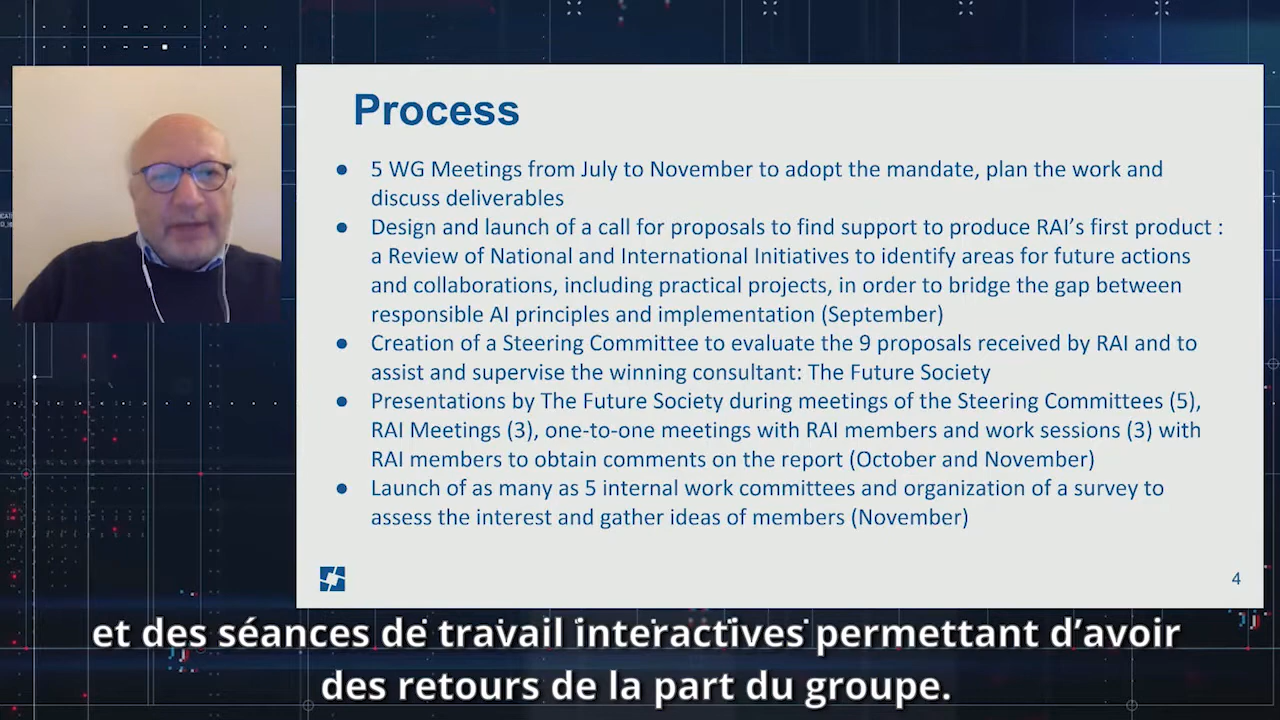 Process
● 5 WG Meetings from July to November to adopt the mandate, plan the work and
discuss deliverables
● Design and launch of a call for proposals to find support to produce RAI’s first product :
a Review of National and International Initiatives to identify areas for future actions
and collaborations, including practical projects, in order to bridge the gap between
responsible AI principles and implementation (September)
● Creation of a Steering Committee to evaluate the 9 proposals received by RAI and to
assist and supervise the winning consultant: The Future Society
● Presentations by The Future Society during meetings of the Steering Committees (5),
RAI Meetings (3), one-to-one meetings with RAI members and work sessions (3) with
RAI members to obtain comments on the report (October and November)
● Launch of as many as 5 internal work committees and organization of a survey to
assess the interest and gather ideas of members (November)
4
et des séances de travail interactives permettant d’avoir
des retours de la part du groupe.